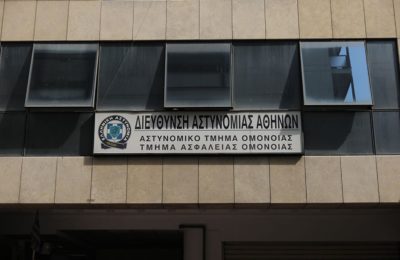 ΔΙΕΥΘΥΝΣΗ ΑΣΤΥΝΟΜΙΑΣ ΑΘΗΝΩΝ
ΑΣΤΥΝΟΜΙΚΟ ΤΜΗΜΑ ΟΜΟΝΟΙΑΣ
ΤΜΗΜΑ ΑΣΦΑΛΕΙΑΣ ΟΜΟΝΟΙΑΣ